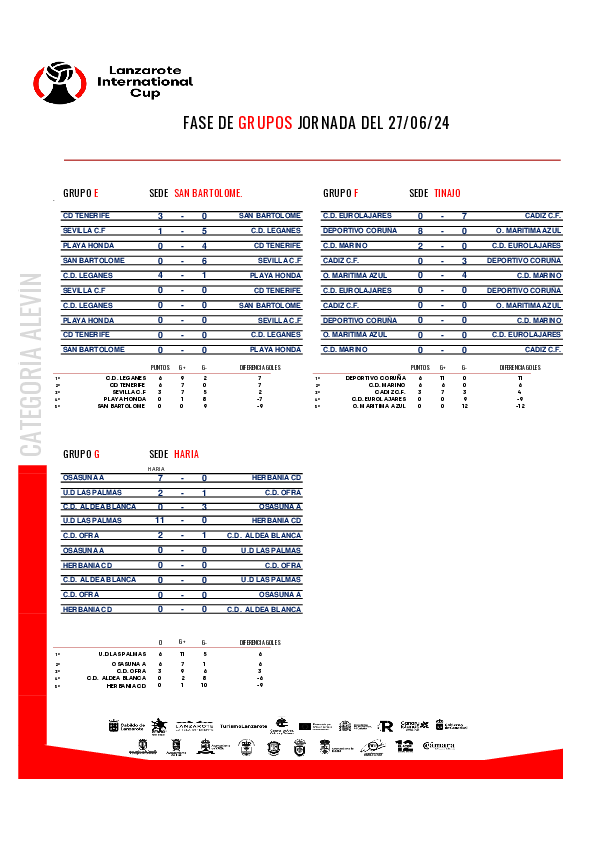 Lanzarote
International
Cup
FASE DE GRUPOS JORNADA DEL 27/06/24
CATEGORIA ALEVIN
GRUPO E SEDE SAN BARTOLOME.
CD TENERIFE 3 - 0 SAN BARTOLOME
SEVILLA C.F 1 - 5 C.D. LEGANES
PLAYA HONDA 0 - 4 CD TENERIFE
SAN BARTOLOME 0 - 6 SEVILLA C.F
C.D. LEGANES 4 - 1 PLAYA HONDA
SEVILLA C.F 0 - 0 CD TENERIFE
C.D. LEGANES 0 - 0 SAN BARTOLOME
PLAYA HONDA 0 - 0 SEVILLA C.F
CD TENERIFE 0 - 0 C.D. LEGANES
SAN BARTOLOME 0 - 0 PLAYA HONDA
PUNTOS G+ G- DIFERENCIA GOLES
1º C.D. LEGANES 6 9 2 7
2º CD TENERIFE 6 7 0 7
3º SEVILLA C.F 3 7 5 2
4º PLAYA HONDA 0 1 8 -7
5º SAN BARTOLOME 0 0 9 -9
GRUPO F SEDE TINAJO
C.D. EUROLAJARES 0 - 7 CADIZ C.F.
DEPORTIVO CORUÑA 8 - 0 O. MARITIMA AZUL
C.D. MARINO 2 - 0 C.D. EUROLAJARES
CADIZ C.F. 0 - 3 DEPORTIVO CORUÑA
O. MARITIMA AZUL 0 - 4 C.D. MARINO
C.D. EUROLAJARES 0 - 0 DEPORTIVO CORUÑA
CADIZ C.F. 0 - 0 O. MARITIMA AZUL
DEPORTIVO CORUÑA 0 - 0 C.D. MARINO
O. MARITIMA AZUL 0 - 0 C.D. EUROLAJARES
C.D. MARINO 0 - 0 CADIZ C.F.
PUNTOS G+ G- DIFERENCIA GOLES
1º DEPORTIVO CORUÑA 6 11 0 11
2º C.D. MARINO 6 6 0 6
3º CADIZ C.F. 3 7 3 4
4º C.D. EUROLAJARES 0 0 9 -9
5º O. MARITIMA AZUL 0 0 12 -12
GRUPO G SEDE HARIA
HARIA
OSASUNA A 7 - 0 HERBANIA CD
U.D LAS PALMAS 2 - 1 C.D. OFRA
C.D. ALDEA BLANCA 0 - 3 OSASUNA A
U.D LAS PALMAS 11 - 0 HERBANIA CD
C.D. OFRA 2 - 1 C.D. ALDEA BLANCA
OSASUNA A 0 - 0 U.D LAS PALMAS
HERBANIA CD 0 - 0 C.D. OFRA
C.D. ALDEA BLANCA 0 - 0 U.D LAS PALMAS
C.D. OFRA 0 - 0 OSASUNA A
HERBANIA CD 0 - 0 C.D. ALDEA BLANCA
0 G+ G- DIFERENCIA GOLES
1º U.D LAS PALMAS 6 11 5 6
2º OSASUNA A 6 7 1 6
3º C.D. OFRA 3 9 6 3
4º C.D. ALDEA BLANCA 0 2 8 -6
5º HERBANIA CD 0 1 10 -9
Cabildo de
Lanzarote
LANZAROTE
Turismo Lanzarote
R
12
Cámara